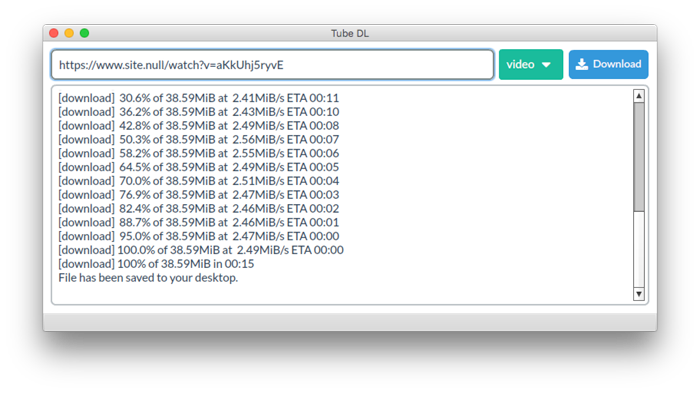 Tube DL
https://www.site.null/watch?v=aKkUhj5ryvE
video
Download
[download] 30.6% of 38.59MiB at 2.41MiB/s ETA 00:11
[download] 36.2% of 38.59MiB at 2.43MiB/s ETA 00:10
[download] 42.8% of 38.59MiB at 2.49MiB/s ETA 00:08
[download] 50.3% of 38.59MiB at 2.56MiB/s ETA 00:07
[download] 58.2% of 38.59MiB at 2.55MiB/s ETA 00:06
[download] 64.5% of 38.59MiB at 2.49MiB/s ETA 00:05
[download] 70.0% of 38.59MiB at 2.51MiB/s ETA 00:04
[download] 76.9% of 38.59MiB at 2.47MiB/s ETA 00:03
[download] 82.4% of 38.59MiB at 2.46MiB/s ETA 00:02
[download] 88.7% of 38.59MiB at 2.46MiB/s ETA 00:01
[download] 95.0% of 38.59MiB at 2.47MiB/s ETA 00:00
[download] 100.0% of 38.59MiB at 2.49MiB/s ETA 00:00
[download] 100% of 38.59MiB in 00:15
File has been saved to your desktop.